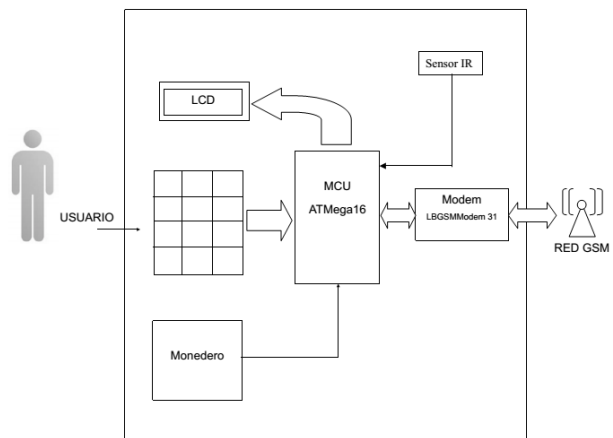 Sensor IR
LCD
MCU
ATMega16
Modem
LBGSMModem 31
USUARIO
RED GSM
Monedero